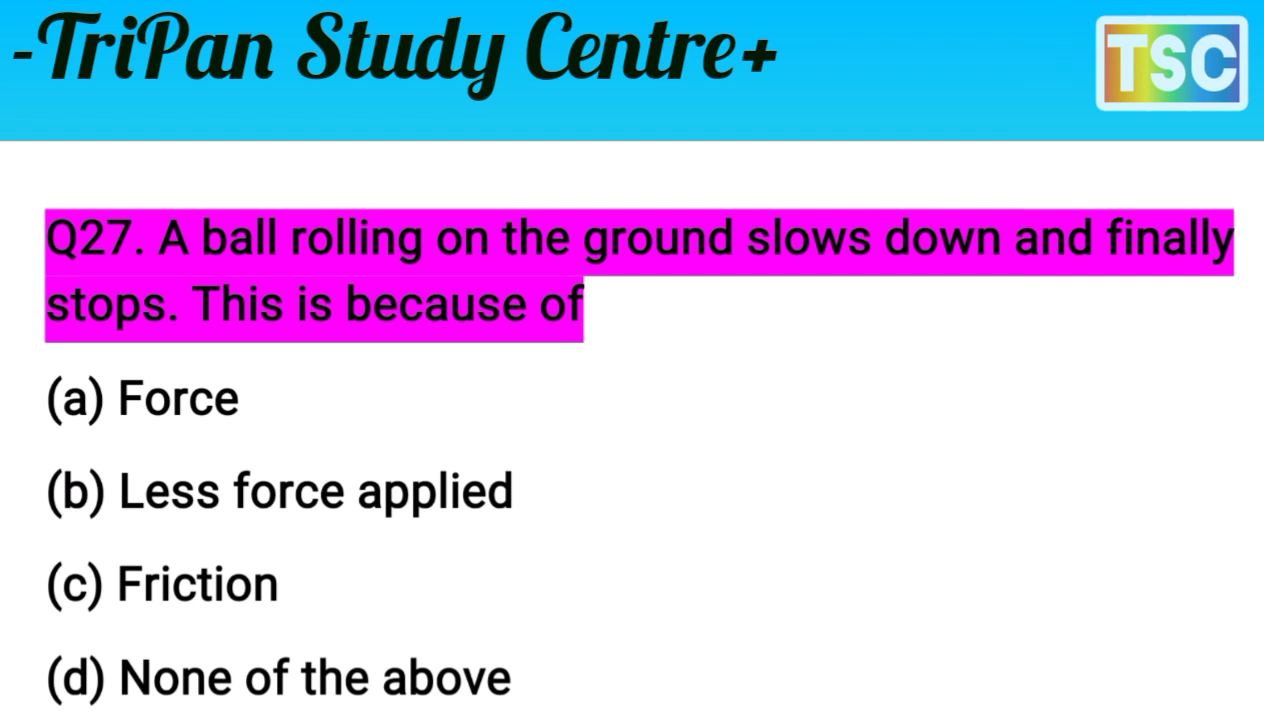 -TriPan Study Centre+
TSC
Q27. A ball rolling on the ground slows down and finally
stops. This is because of
(a) Force
(b) Less force applied
(c) Friction
(d) None of the above